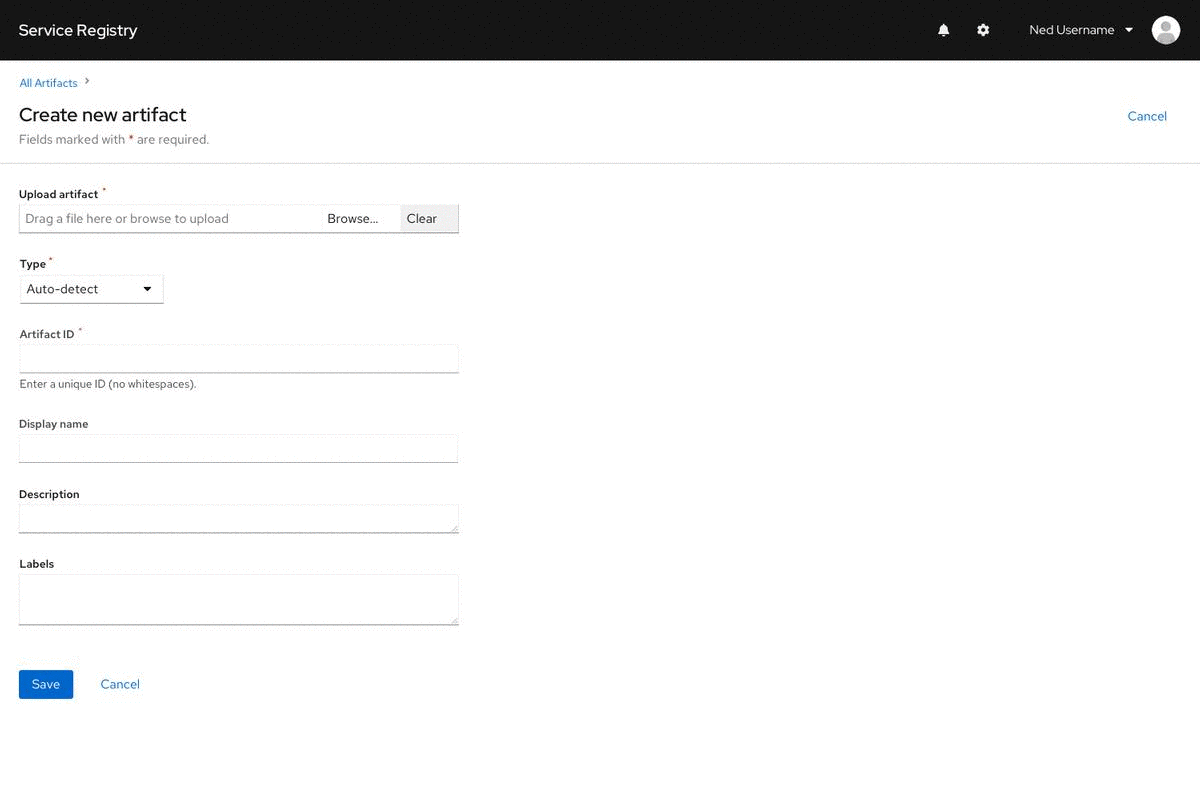 Service Registry
Ned Username
All Artifacts
Create new artifact
Cancel
Fields marked with * are required.
Upload artifact *
Drag a file here or browse to upload Browse... Clear
Type *
Auto-detect
Artifact ID *
Enter a unique ID (no whitespaces).
Display name
Description
Labels
Save Cancel